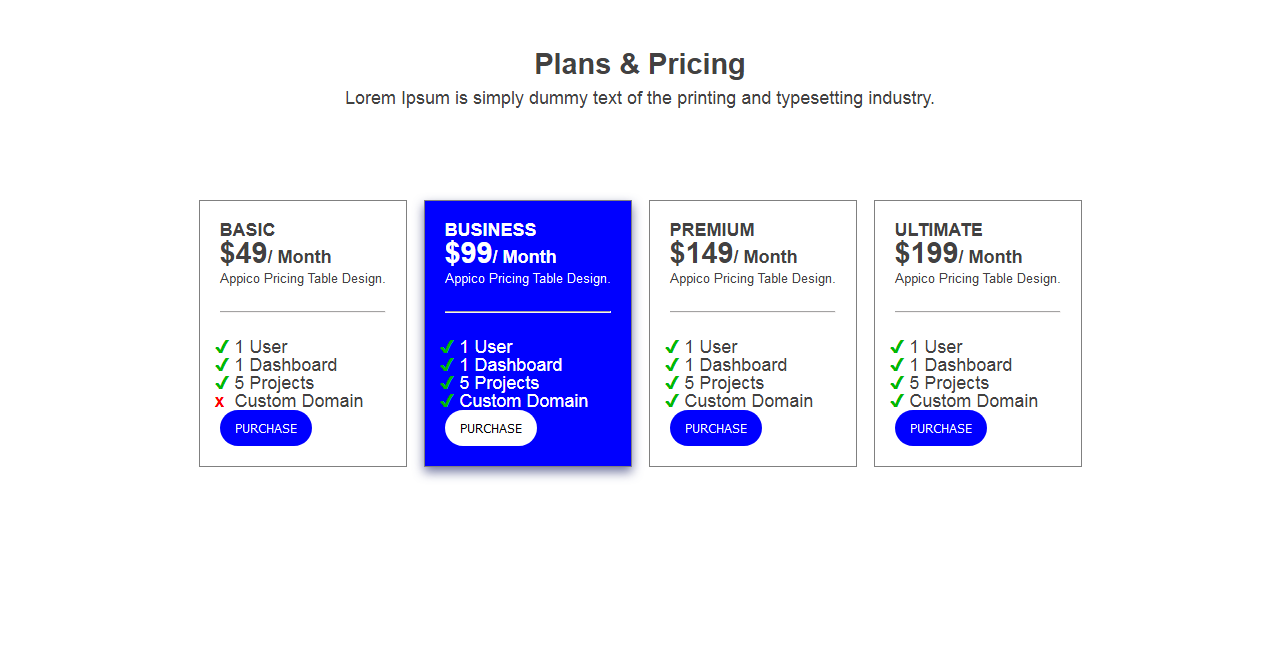 Plans & Pricing
Lorem Ipsum is simply dummy text of the printing and typesetting industry.
BASIC
$49/ Month
Appico Pricing Table Design.
✔ 1 User
✔ 1 Dashboard
✔ 5 Projects
x Custom Domain
PURCHASE
BUSINESS
$99/ Month
Appico Pricing Table Design.
✔ 1 User
✔ 1 Dashboard
✔ 5 Projects
✔ Custom Domain
PURCHASE
PREMIUM
$149/ Month
Appico Pricing Table Design.
✔ 1 User
✔ 1 Dashboard
✔ 5 Projects
✔ Custom Domain
PURCHASE
ULTIMATE
$199/ Month
Appico Pricing Table Design.
✔ 1 User
✔ 1 Dashboard
✔ 5 Projects
✔ Custom Domain
PURCHASE